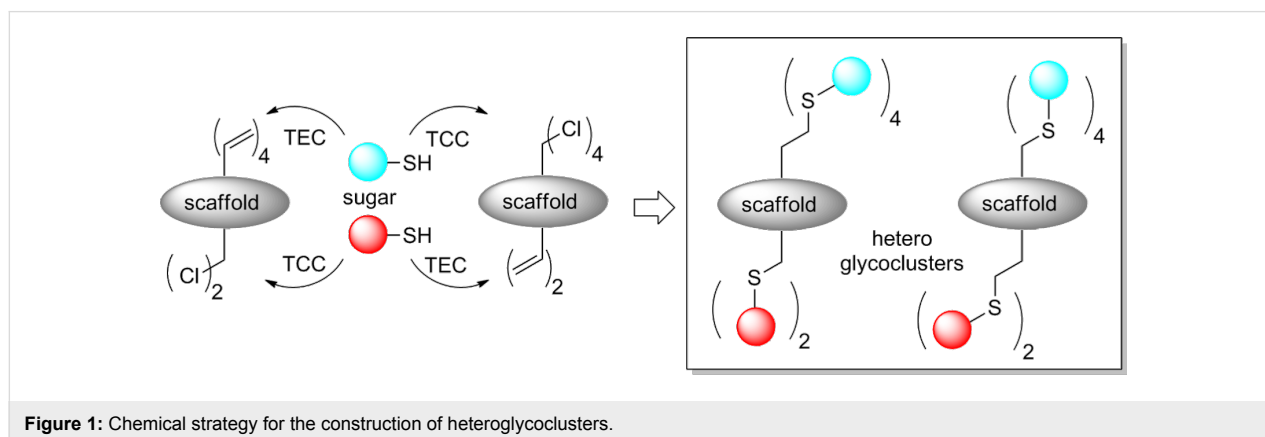 TEC
TCC
( )4
SH
(Cl)4
scaffold
sugar
scaffold
SH
(Cl)2
TCC
TEC
( )2
( S )4
( S )4
scaffold
scaffold
hetero
glycoclusters
( S )2
( S )2
Figure 1: Chemical strategy for the construction of heteroglycoclusters.